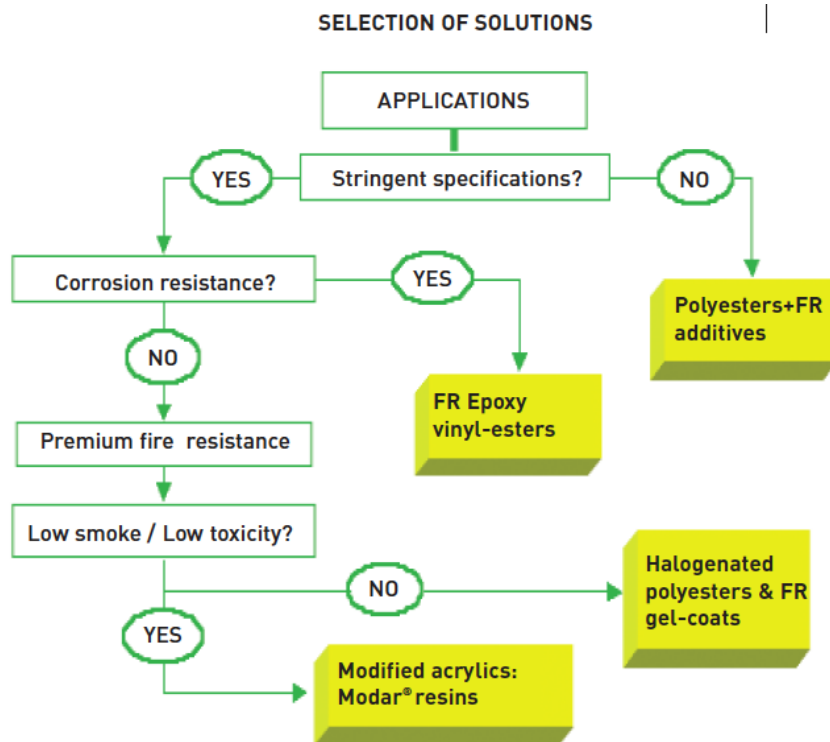 SELECTION OF SOLUTIONS
APPLICATIONS
YES
Stringent specifications?
NO
Corrosion resistance?
YES
Polyesters+FR
additives
NO
FR Epoxy
vinyl-esters
Premium fire resistance
Low smoke / Low toxicity?
NO
Halogenated
polyesters & FR
gel-coats
YES
Modified acrylics:
Modar® resins